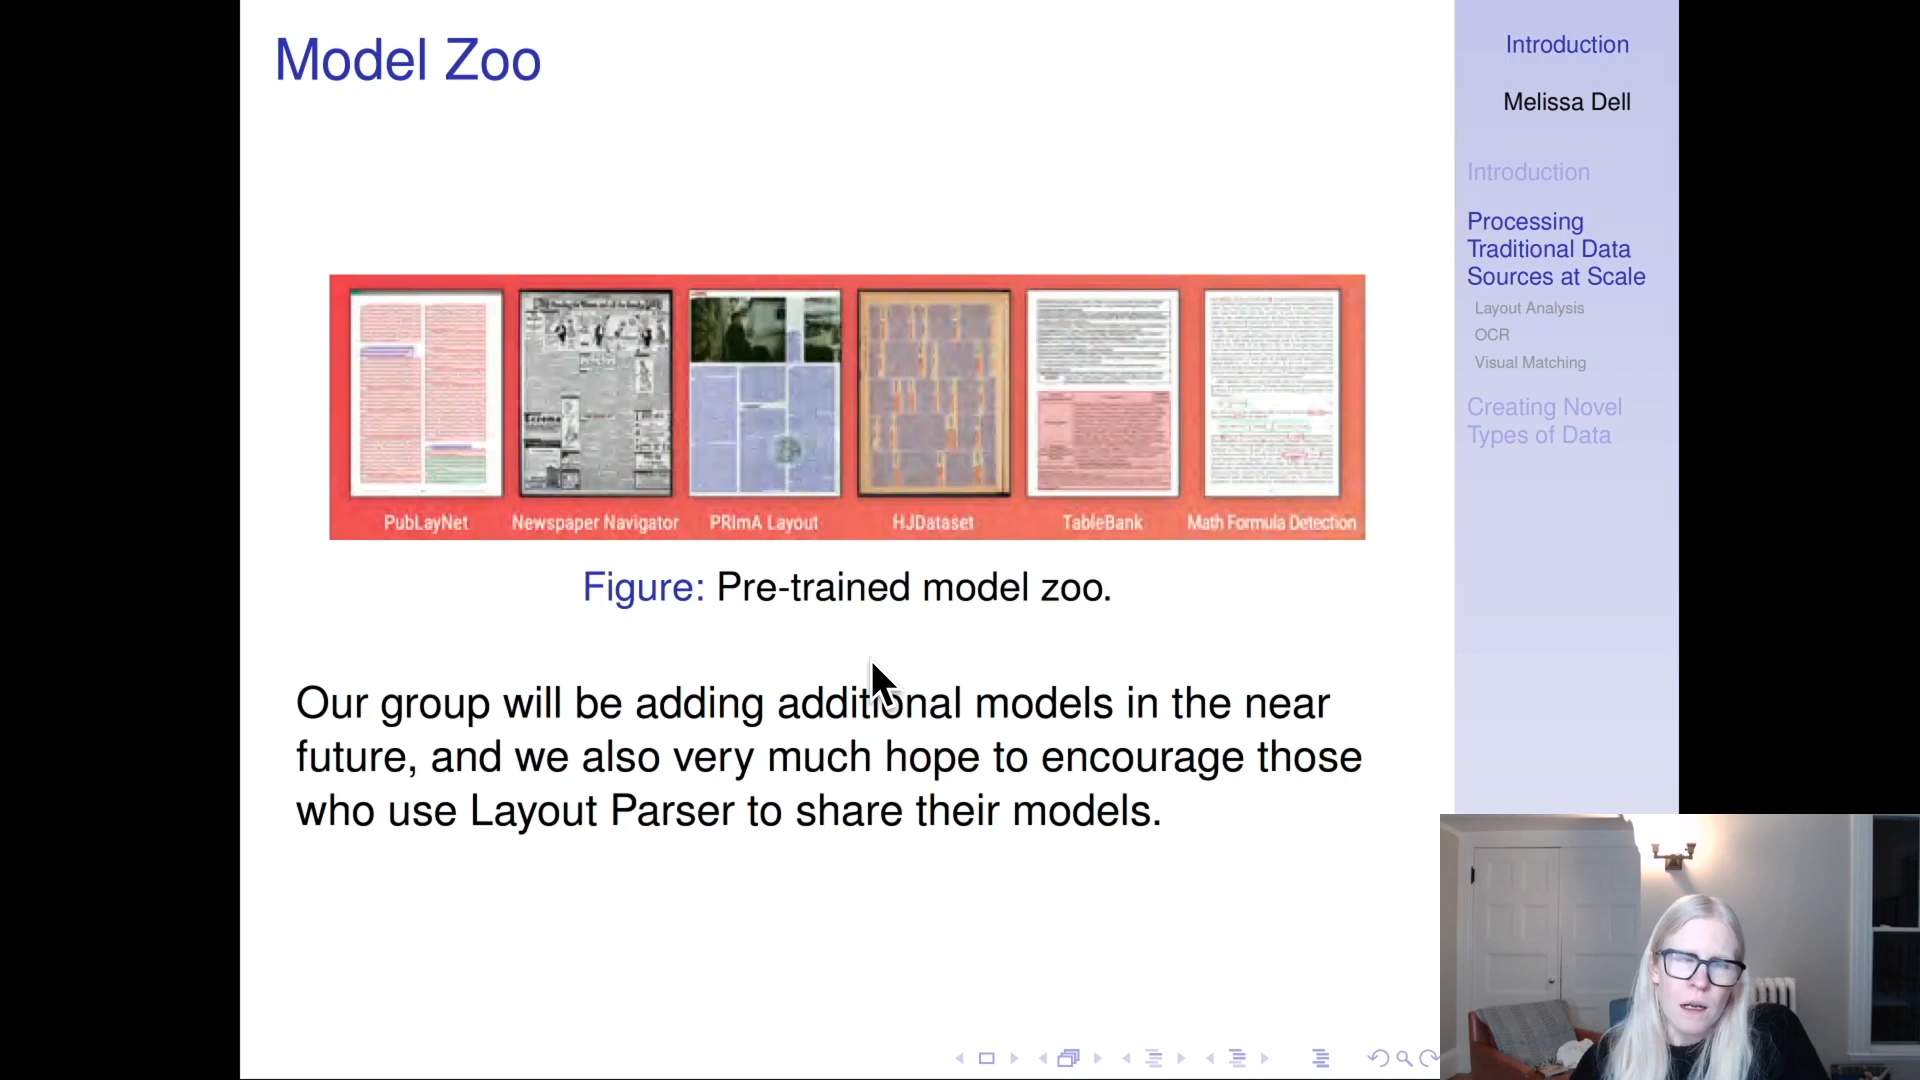 Model Zoo
PubLayNet
Newspaper Navigator
PRImA Layout
HJDataset
TableBank
Math Formula Detection
Figure: Pre-trained model zoo.
Our group will be adding additional models in the near
future, and we also very much hope to encourage those
who use Layout Parser to share their models.
Introduction
Melissa Dell
Introduction
Processing
Traditional Data
Sources at Scale
Layout Analysis
OCR
Visual Matching
Creating Novel
Types of Data